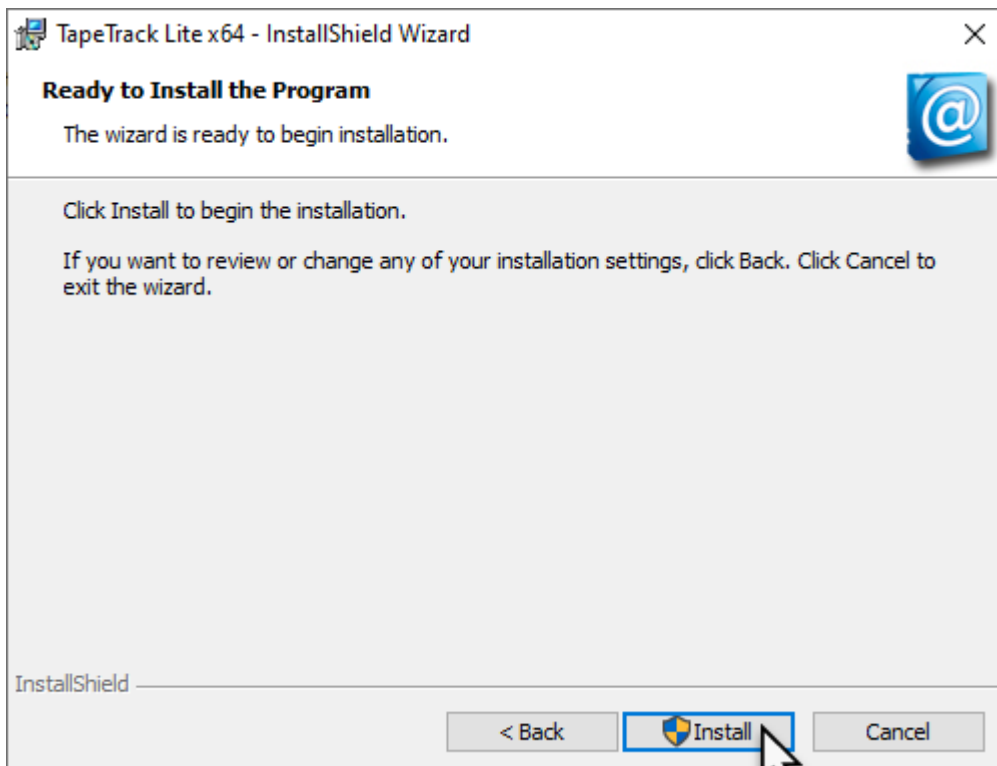 TapeTrack Lite x64 - InstallShield Wizard
Ready to Install the Program
The wizard is ready to begin installation.
Click Install to begin the installation.
If you want to review or change any of your installation settings, click Back. Click Cancel to
exit the wizard.
InstallShield
< Back
Install
Cancel